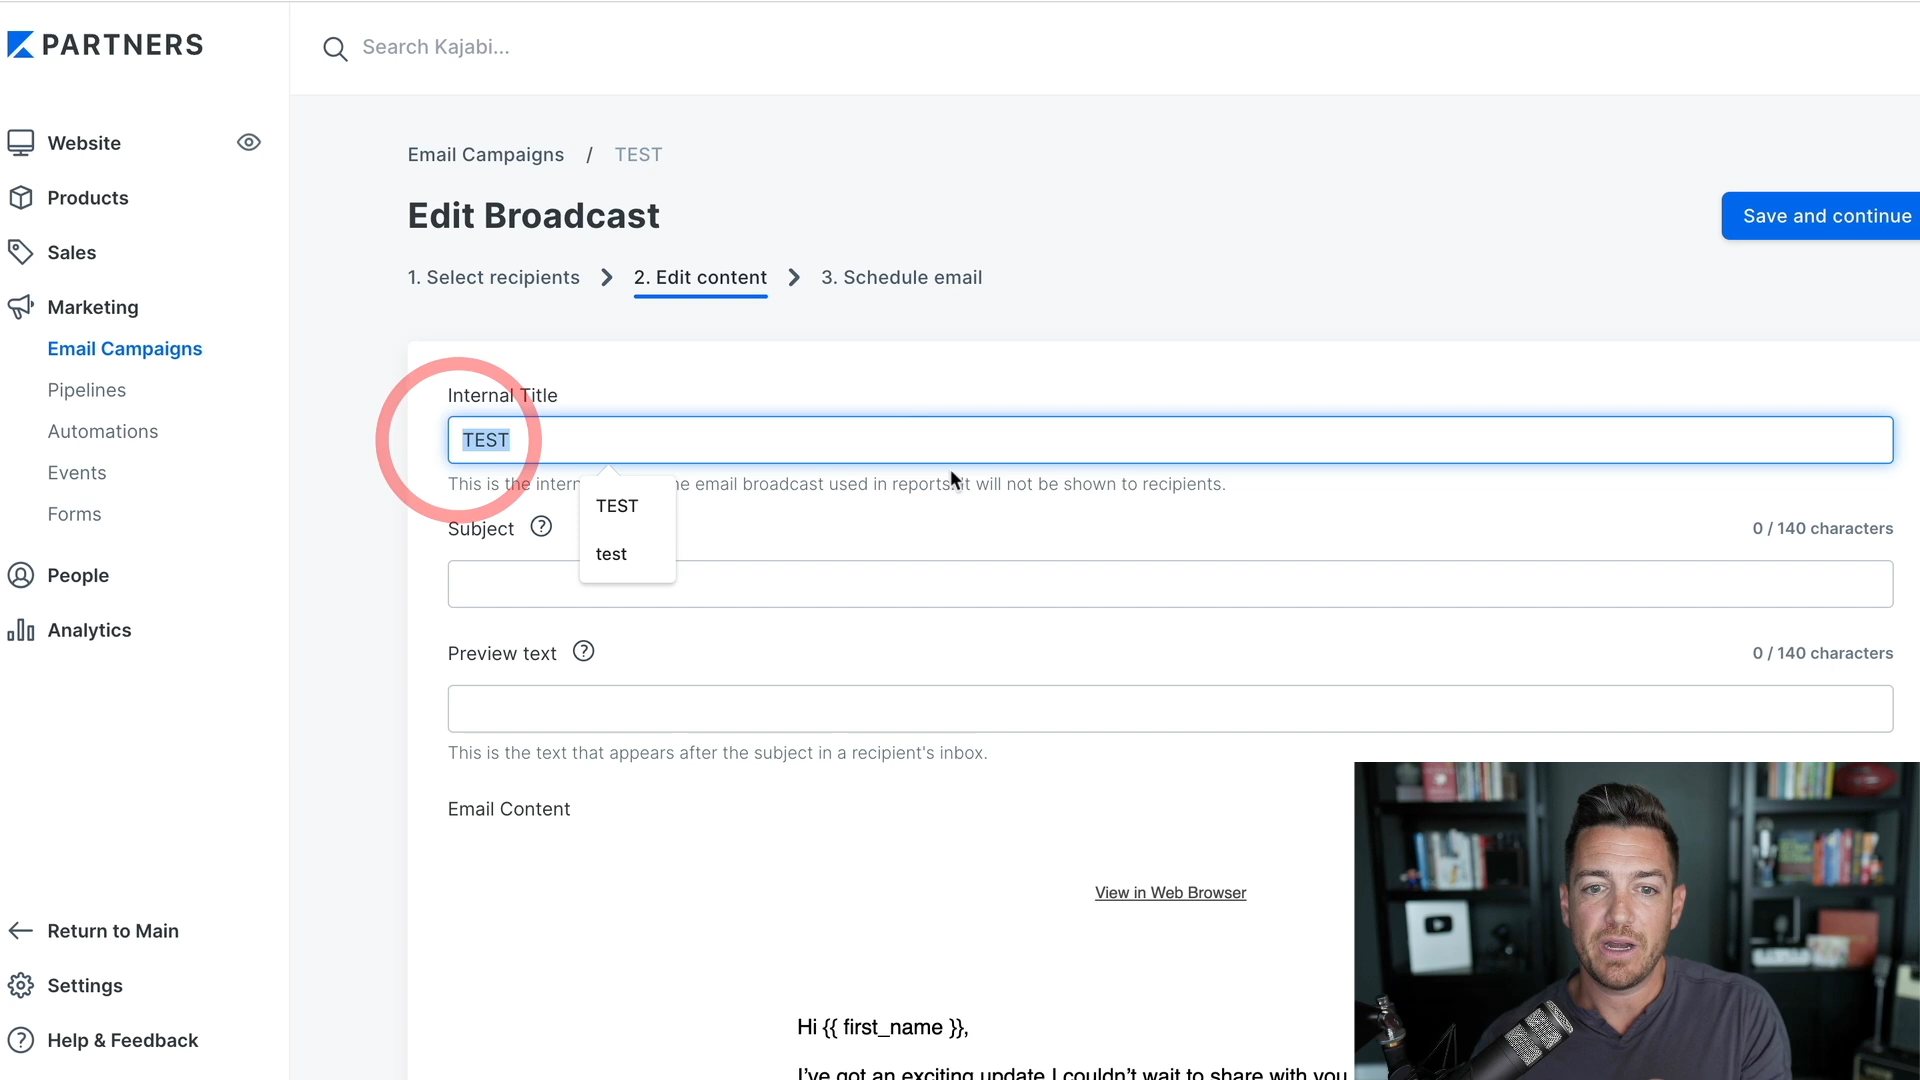 PARTNERS
Search Kajabi...
Website
Products
Sales
Marketing
Email Campaigns
Pipelines
Automations
Events
Forms
People
Analytics
Return to Main
Settings
Help & Feedback
Email Campaigns / TEST
Edit Broadcast
Save and continue
1. Select recipients
2. Edit content
3. Schedule email
Internal Title
TEST
This is the intern
e email broadcast used in reports. It will not be shown to recipients.
TEST
test
Subject ?
0 / 140 characters
Preview text ?
0 / 140 characters
This is the text that appears after the subject in a recipient's inbox.
Email Content
View in Web Browser
Hi {{ first_name }},
I've got an exciting update I couldn't wait to share with you